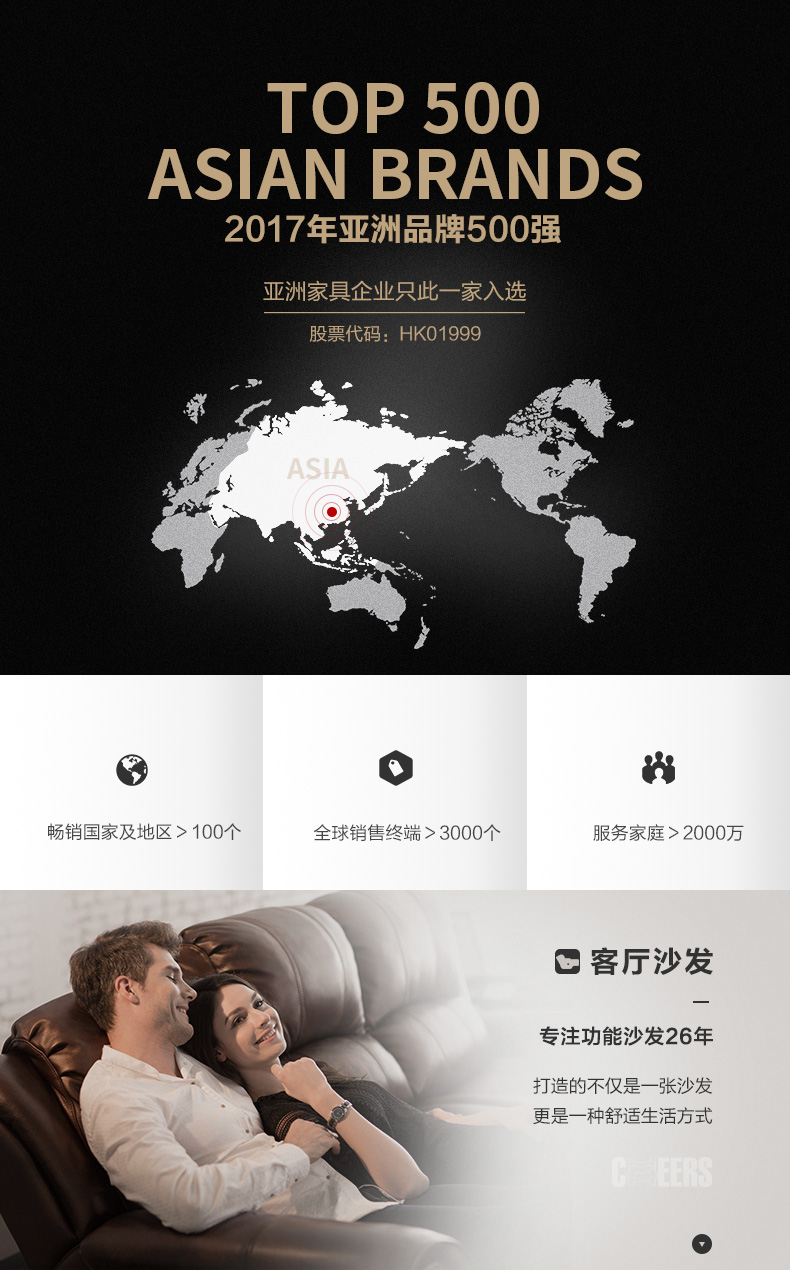 TOP 500
ASIAN BRANDS
2017年亚洲品牌500强
亚洲家具企业只此一家入选
股票代码：HK01999
ASIA
畅销国家及地区>100个
全球销售终端>3000个
服务家庭>2000万
客厅沙发
专注功能沙发26年
打造的不仅是一张沙发
更是一种舒适生活方式
CHEERS